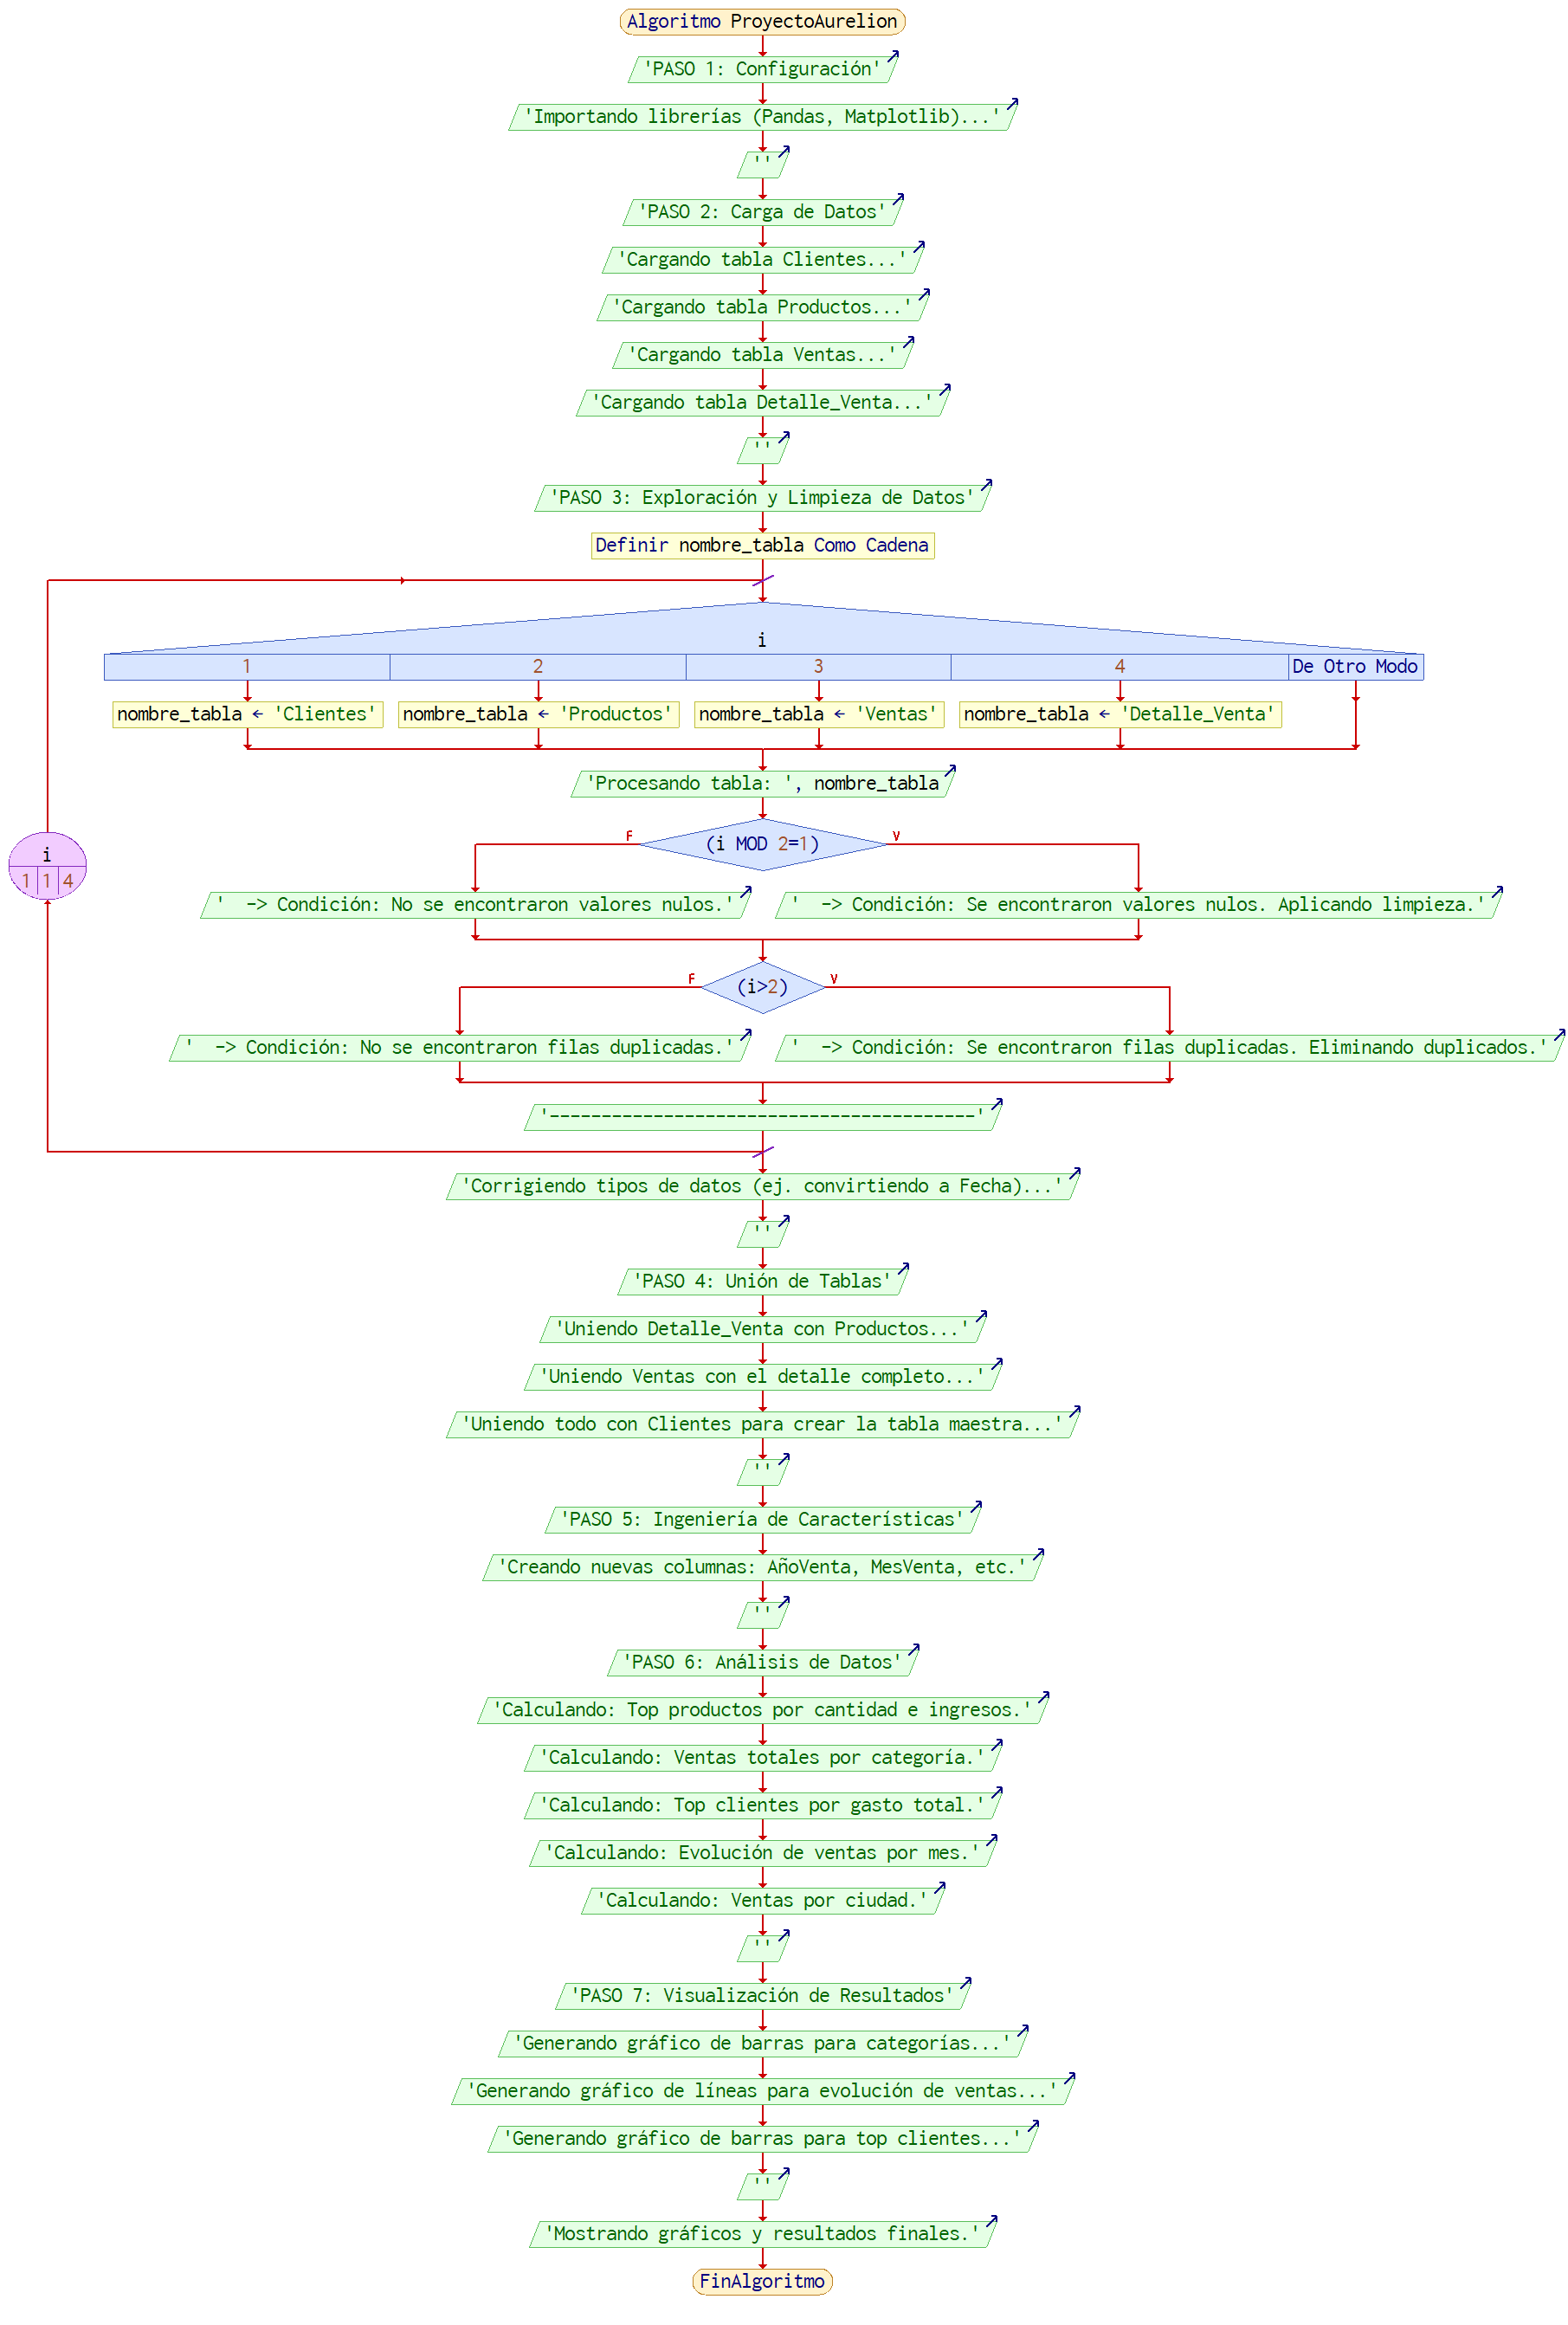 Algoritmo ProyectoAurelion
'PASO 1: Configuración'
'Importando librerías (Pandas, Matplotlib)...'
''
'PASO 2: Carga de Datos'
'Cargando tabla Clientes...'
'Cargando tabla Productos...'
'Cargando tabla Ventas...'
'Cargando tabla Detalle_Venta...'
''
'PASO 3: Exploración y Limpieza de Datos'
Definir nombre_tabla Como Cadena
i
1 2 3 4 De Otro Modo
nombre_tabla ← 'Clientes' nombre_tabla ← 'Productos' nombre_tabla ← 'Ventas' nombre_tabla ← 'Detalle_Venta'
'Procesando tabla: ', nombre_tabla
F (i MOD 2=1) V
i
1 1 4
'  -> Condición: No se encontraron valores nulos.' '  -> Condición: Se encontraron valores nulos. Aplicando limpieza.'
F (i>2) V
'  -> Condición: No se encontraron filas duplicadas.' '  -> Condición: Se encontraron filas duplicadas. Eliminando duplicados.'
'-----------------------------------------'
'Corrigiendo tipos de datos (ej. convirtiendo a Fecha)...'
''
'PASO 4: Unión de Tablas'
'Uniendo Detalle_Venta con Productos...'
'Uniendo Ventas con el detalle completo...'
'Uniendo todo con Clientes para crear la tabla maestra...'
''
'PASO 5: Ingeniería de Características'
'Creando nuevas columnas: AñoVenta, MesVenta, etc.'
''
'PASO 6: Análisis de Datos'
'Calculando: Top productos por cantidad e ingresos.'
'Calculando: Ventas totales por categoría.'
'Calculando: Top clientes por gasto total.'
'Calculando: Evolución de ventas por mes.'
'Calculando: Ventas por ciudad.'
''
'PASO 7: Visualización de Resultados'
'Generando gráfico de barras para categorías...'
'Generando gráfico de líneas para evolución de ventas...'
'Generando gráfico de barras para top clientes...'
''
'Mostrando gráficos y resultados finales.'
FinAlgoritmo